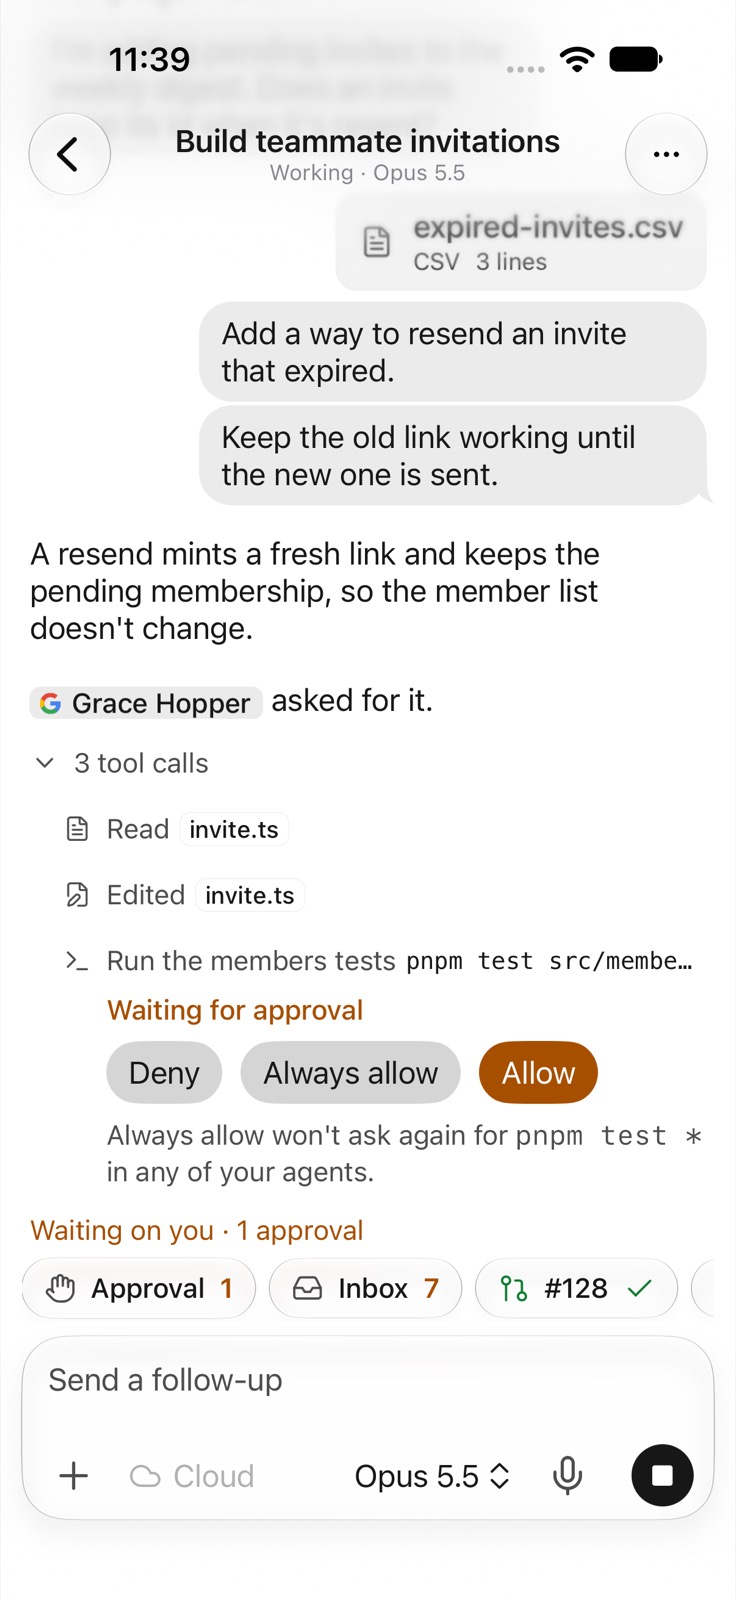 11:39
Build teammate invitations
Working · Opus 5.5
expired-invites.csv
CSV 3 lines
Add a way to resend an invite
that expired.
Keep the old link working until
the new one is sent.
A resend mints a fresh link and keeps the
pending membership, so the member list
doesn't change.
Grace Hopper asked for it.
3 tool calls
Read invite.ts
Edited invite.ts
Run the members tests pnpm test src/membe…
Waiting for approval
Deny Always allow Allow
Always allow won't ask again for pnpm test *
in any of your agents.
Waiting on you · 1 approval
Approval 1 Inbox 7 #128
Send a follow-up
Cloud Opus 5.5